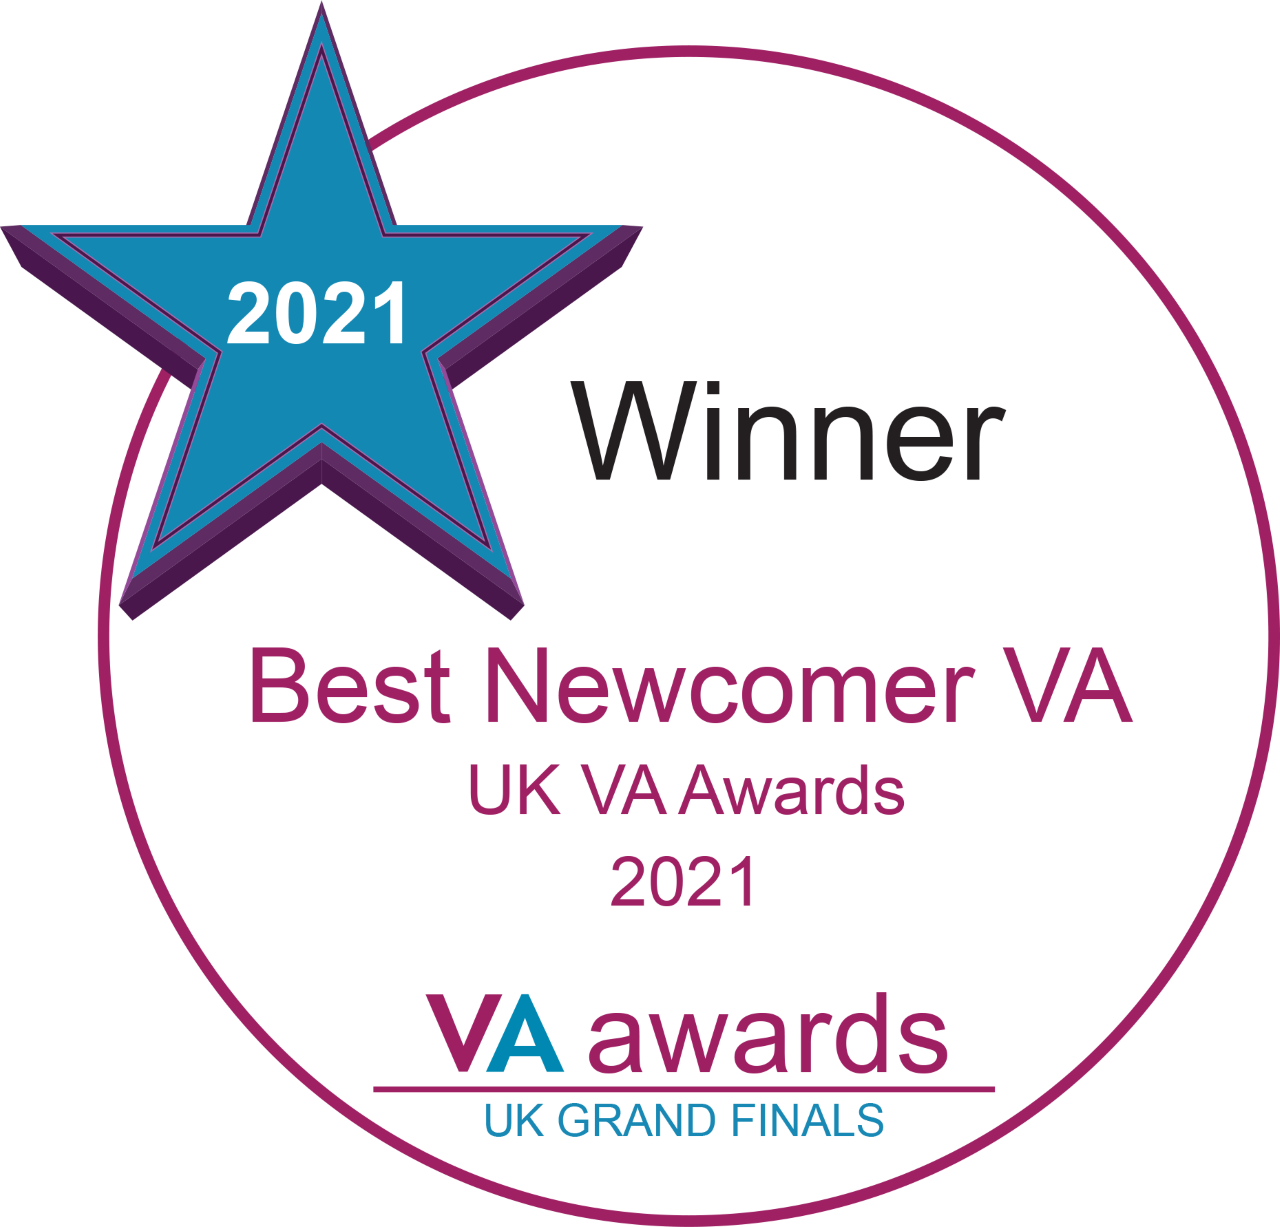 2021
Winner
Best Newcomer VA
UK VA Awards
2021
VA awards
UK GRAND FINALS